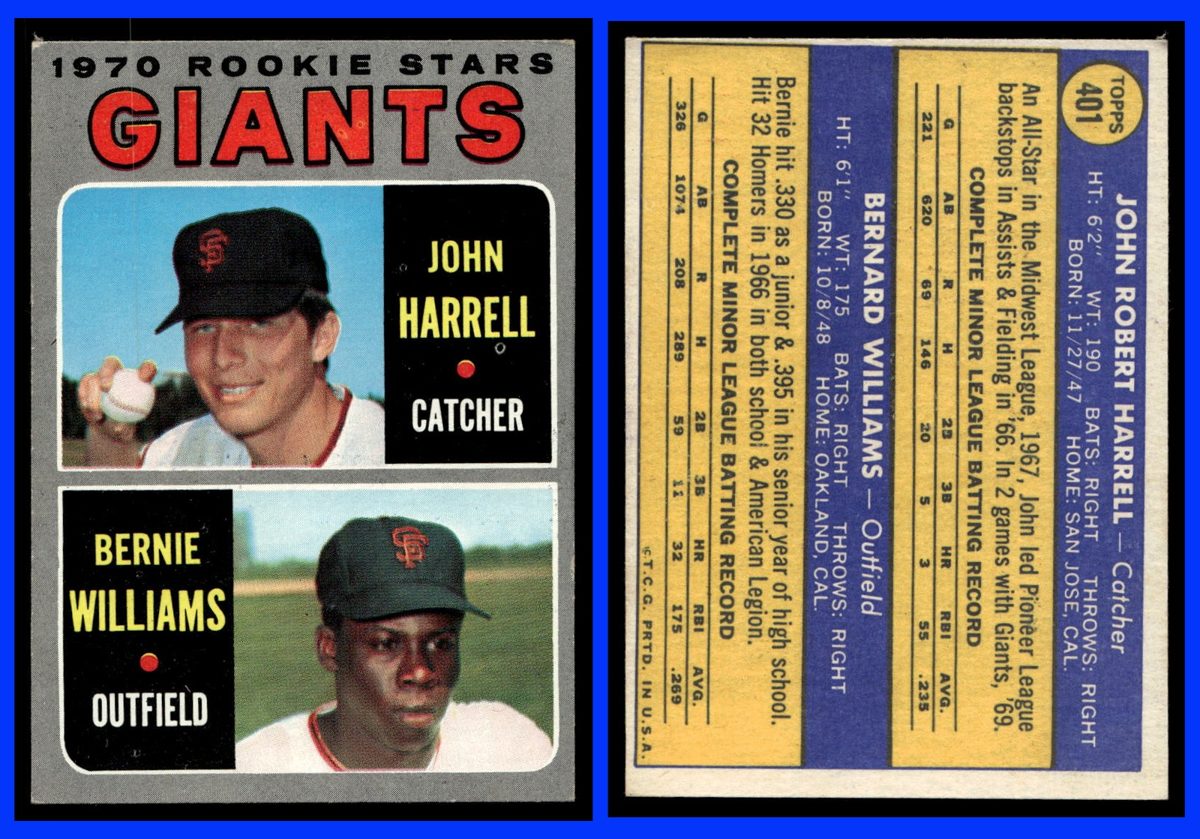 1970 ROOKIE STARS
GIANTS
SF
JOHN
HARRELL
CATCHER
BERNIE
WILLIAMS
OUTFIELD
SF
TOPPS
401
JOHN ROBERT HARRELL — Catcher
HT: 6'2" WT: 190 BATS: RIGHT THROWS: RIGHT
BORN: 11/27/47 HOME: SAN JOSE, CAL.
An All-Star in the Midwest League, 1967, John led Pioneer League
backstops in Assists & Fielding in '66. In 2 games with Giants, '69.
COMPLETE MINOR LEAGUE BATTING RECORD
G AB R H 2B 3B HR RBI AVG.
221 620 69 146 20 5 3 55 .235
BERNARD WILLIAMS — Outfield
HT: 6'1" WT: 175 BATS: RIGHT THROWS: RIGHT
BORN: 10/8/48 HOME: OAKLAND, CAL.
Bernie hit .330 as a junior & .395 in his senior year of high school.
Hit 32 Homers in 1966 in both school & American Legion.
COMPLETE MINOR LEAGUE BATTING RECORD
G AB R H 2B 3B HR RBI AVG.
326 1074 208 289 59 11 32 175 .269
©T.C.G. PRTD. IN U.S.A.